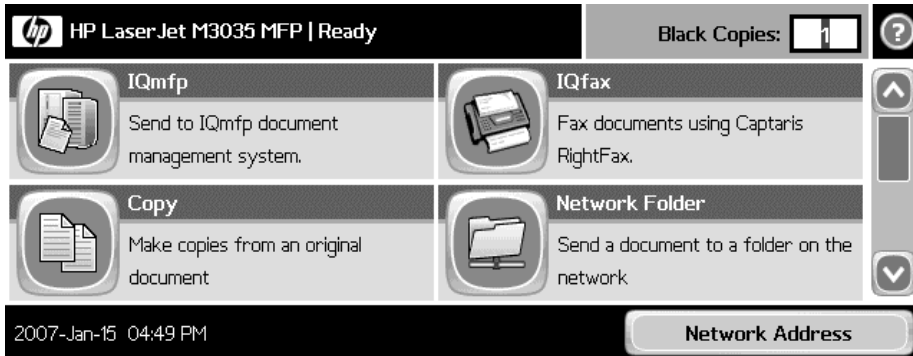 hp HP LaserJet M3035 MFP | Ready
Black Copies: 1
?
IQmfp
Send to IQmfp document
management system.
IQfax
Fax documents using Captaris
RightFax.
Copy
Make copies from an original
document
Network Folder
Send a document to a folder on the
network
2007-Jan-15 04:49 PM
Network Address